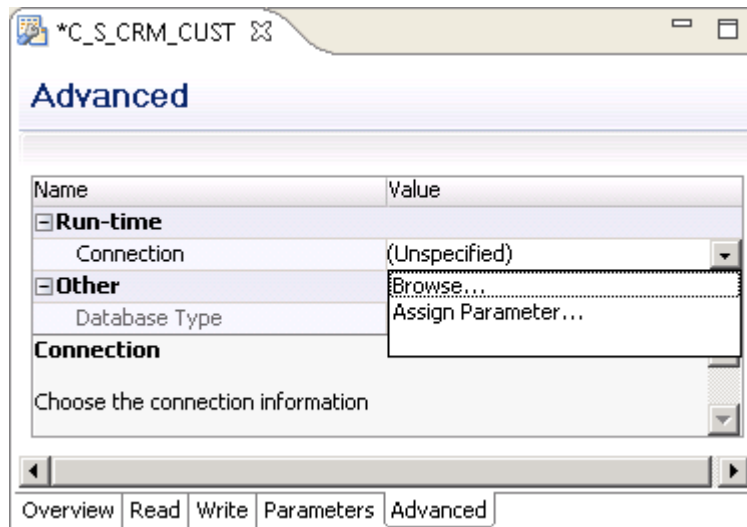 *C_S_CRM_CUST
Advanced
Name Value
Run-time
Connection (Unspecified)
Other Browse...
Database Type Assign Parameter...
Connection
Choose the connection information
Overview Read Write Parameters Advanced